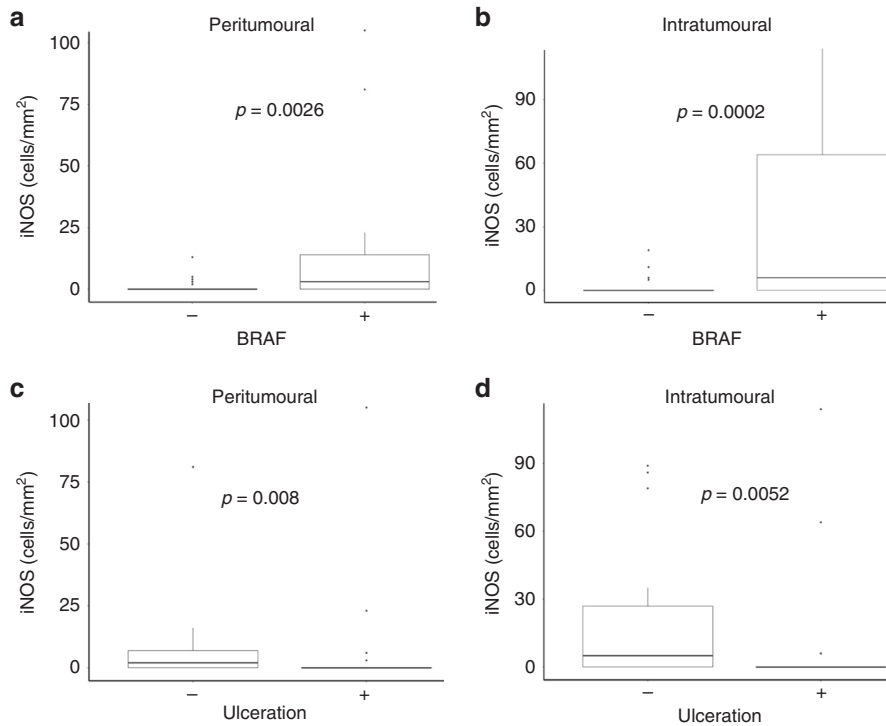 a
Peritumoural
100
75
50
25
0
iNOS (cells/mm²)
p = 0.0026
− +
BRAF
b
Intratumoural
90
60
30
0
iNOS (cells/mm²)
p = 0.0002
− +
BRAF
c
Peritumoural
100
75
50
25
0
iNOS (cells/mm²)
p = 0.008
− +
Ulceration
d
Intratumoural
90
60
30
0
iNOS (cells/mm²)
p = 0.0052
− +
Ulceration